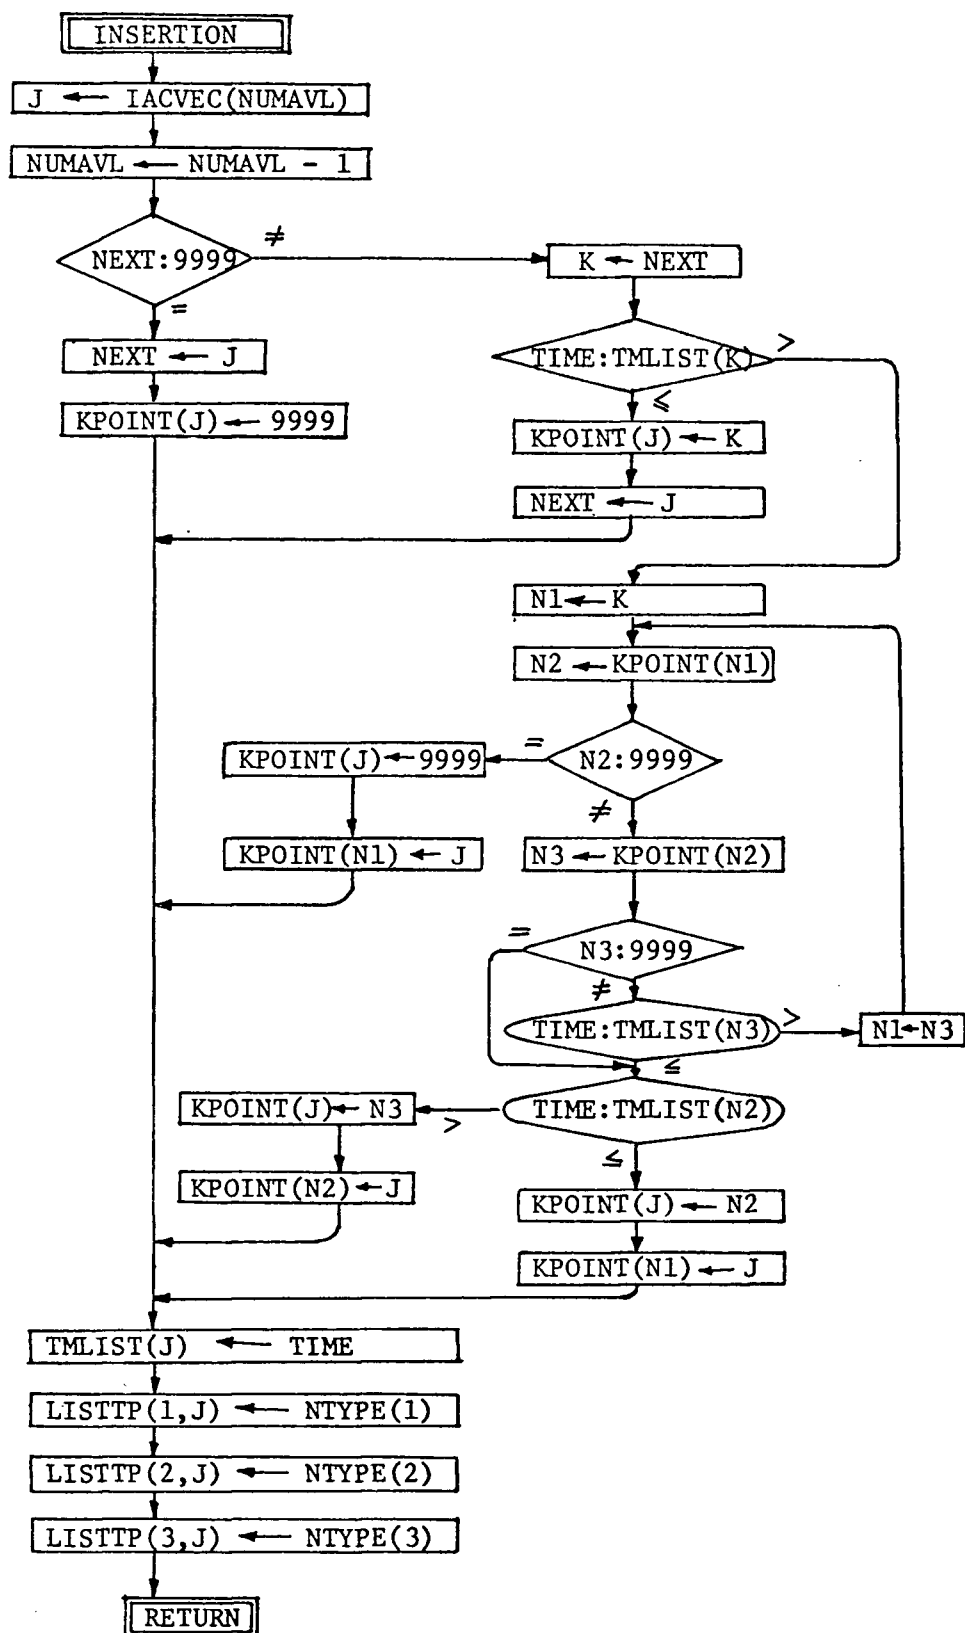 INSERTION
J ← IACVEC(NUMAVL)
NUMAVL ← NUMAVL - 1
NEXT:9999
≠
=
K ← NEXT
TIME:TMLIST(K)
>
≤
NEXT ← J
KPOINT(J) ← 9999
KPOINT(J) ← K
NEXT ← J
N1 ← K
N2 ← KPOINT(N1)
N2:9999
=
≠
KPOINT(J) ← 9999
KPOINT(N1) ← J
N3 ← KPOINT(N2)
N3:9999
=
≠
TIME:TMLIST(N3)
>
≤
N1←N3
TIME:TMLIST(N2)
>
≤
KPOINT(J) ← N3
KPOINT(N2) ← J
KPOINT(J) ← N2
KPOINT(N1) ← J
TMLIST(J) ← TIME
LISTTP(1,J) ← NTYPE(1)
LISTTP(2,J) ← NTYPE(2)
LISTTP(3,J) ← NTYPE(3)
RETURN